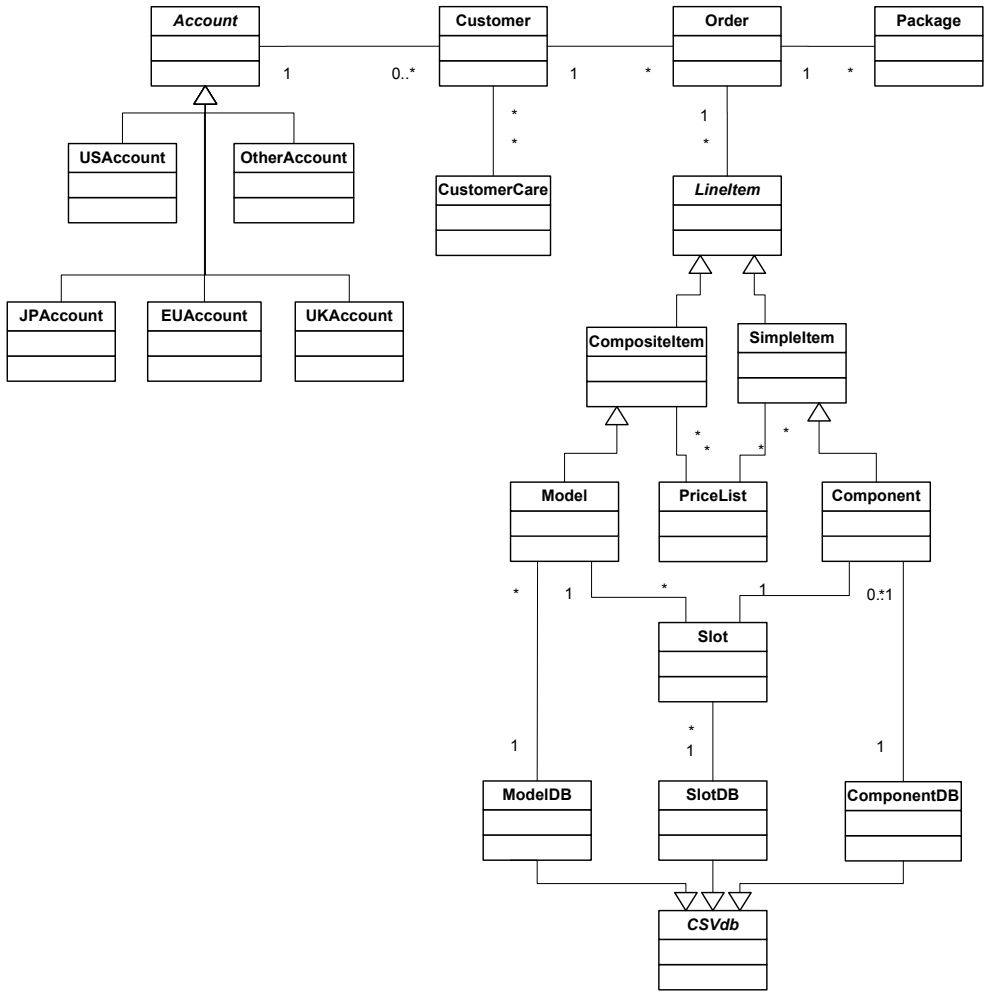 Account
Customer
Order
Package
1
0..*
1
*
1
*
*
*
1
*
USAccount
OtherAccount
CustomerCare
LineItem
JPAccount
EUAccount
UKAccount
CompositeItem
SimpleItem
*
*
*
*
Model
PriceList
Component
*
1
*
1
0..1
*
Slot
*
1
1
1
ModelDB
SlotDB
ComponentDB
CSVdb